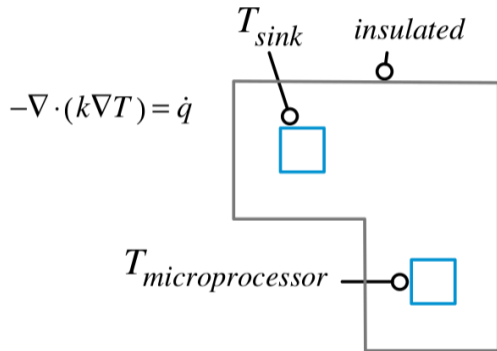 T_sink
insulated
−∇·(k∇T) = q̇
T_microprocessor